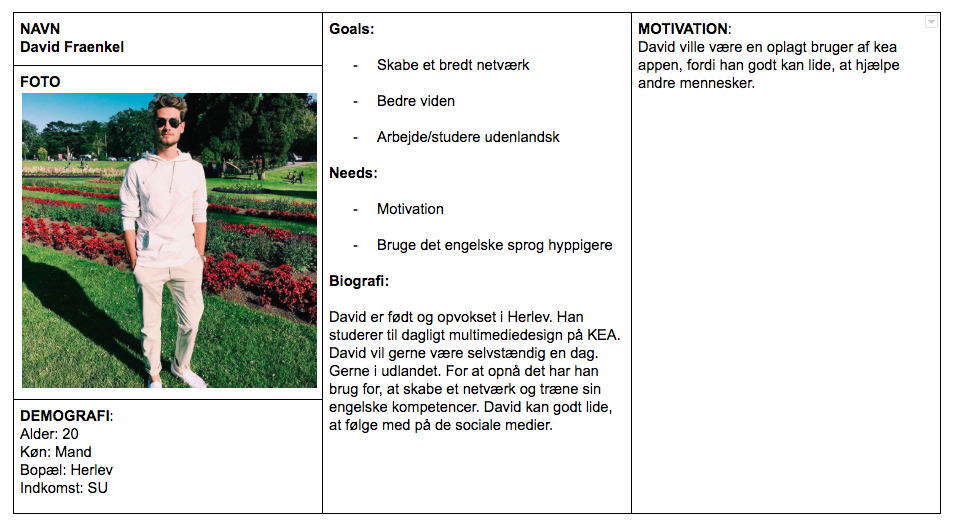 NAVN
David Fraenkel
FOTO
DEMOGRAFI:
Alder: 20
Køn: Mand
Bopæl: Herlev
Indkomst: SU
Goals:
- Skabe et bredt netværk
- Bedre viden
- Arbejde/studere udenlandsk
Needs:
- Motivation
- Bruge det engelske sprog hyppigere
Biografi:
David er født og opvokset i Herlev. Han
studerer til dagligt multimediedesign på KEA.
David vil gerne være selvstændig en dag.
Gerne i udlandet. For at opnå det har han
brug for, at skabe et netværk og træne sin
engelske kompetencer. David kan godt lide,
at følge med på de sociale medier.
MOTIVATION:
David ville være en oplagt bruger af kea
appen, fordi han godt kan lide, at hjælpe
andre mennesker.